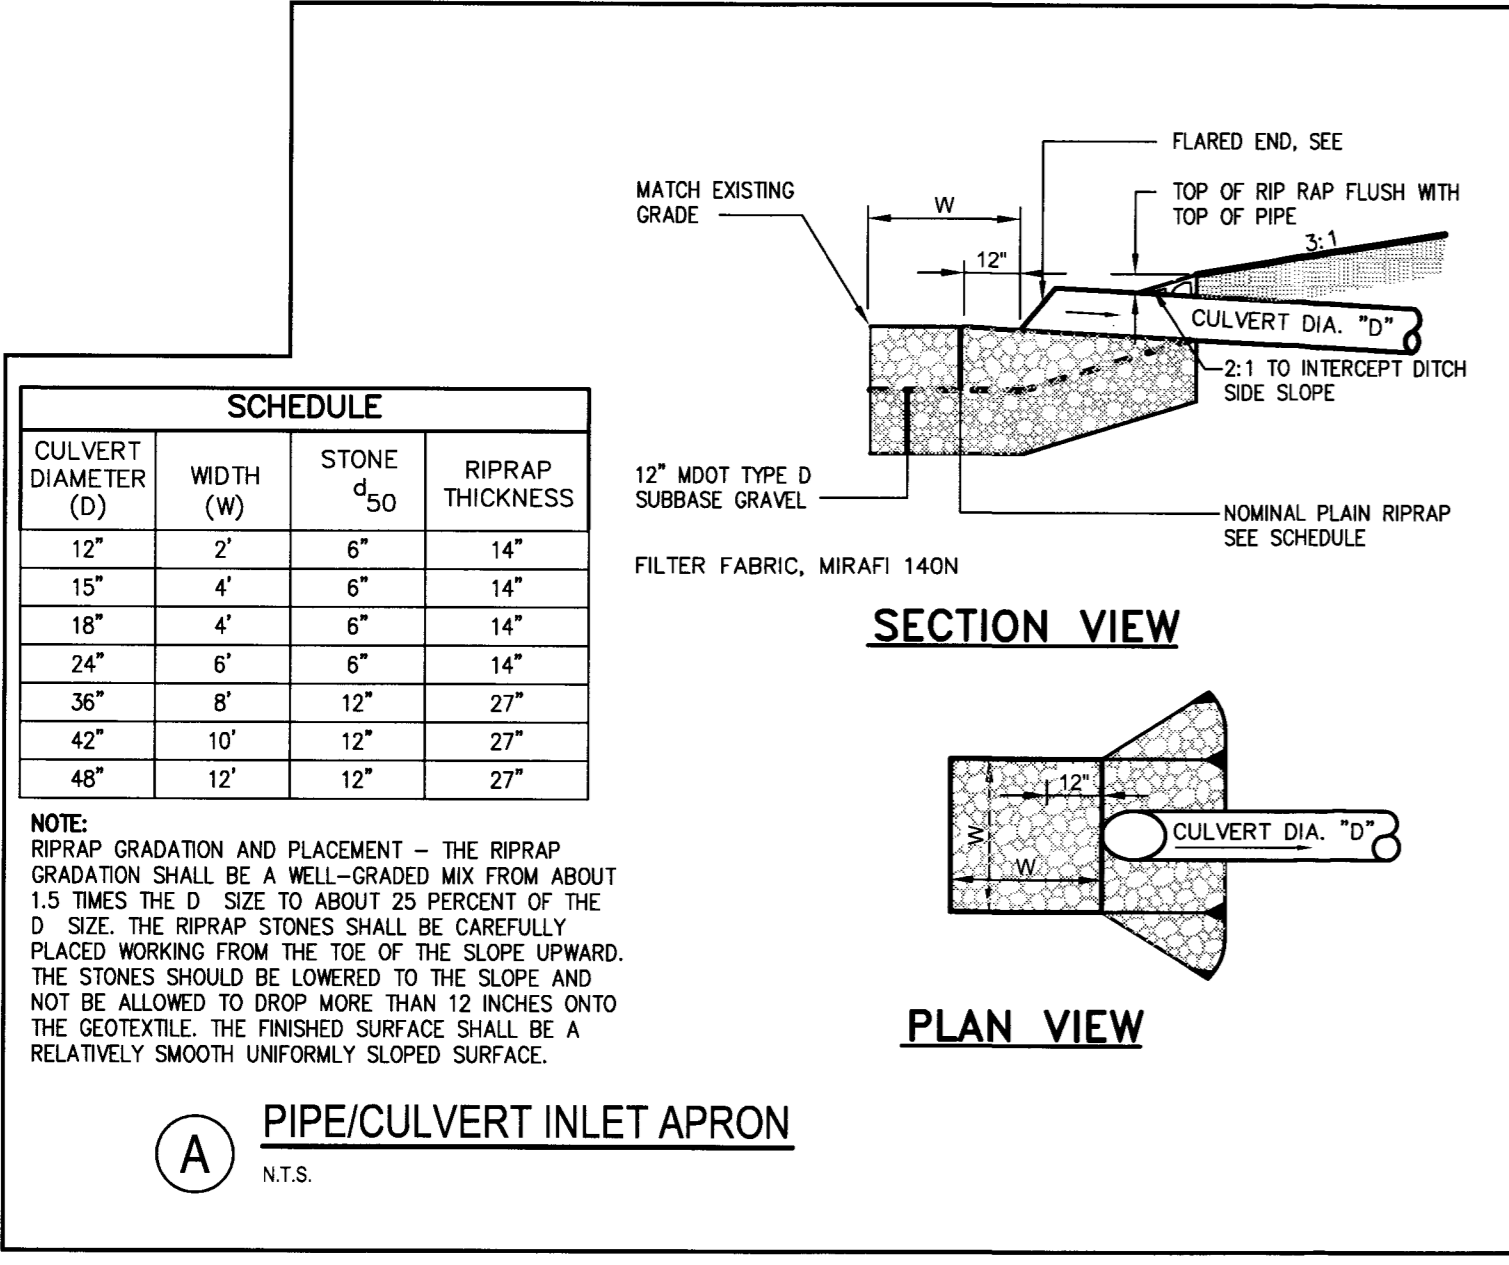 FLARED END, SEE
MATCH EXISTING
GRADE
W
TOP OF RIP RAP FLUSH WITH
TOP OF PIPE
3:1
12"
CULVERT DIA. "D"
2:1 TO INTERCEPT DITCH
SIDE SLOPE
12" MDOT TYPE D
SUBBASE GRAVEL
NOMINAL PLAIN RIPRAP
SEE SCHEDULE
FILTER FABRIC, MIRAFI 140N
SECTION VIEW
SCHEDULE
CULVERT DIAMETER (D) WIDTH (W) STONE d50 RIPRAP THICKNESS
12" 2' 6" 14"
15" 4' 6" 14"
18" 4' 6" 14"
24" 6' 6" 14"
36" 8' 12" 27"
42" 10' 12" 27"
48" 12' 12" 27"
NOTE:
RIPRAP GRADATION AND PLACEMENT – THE RIPRAP
GRADATION SHALL BE A WELL–GRADED MIX FROM ABOUT
1.5 TIMES THE D SIZE TO ABOUT 25 PERCENT OF THE
D SIZE. THE RIPRAP STONES SHALL BE CAREFULLY
PLACED WORKING FROM THE TOE OF THE SLOPE UPWARD.
THE STONES SHOULD BE LOWERED TO THE SLOPE AND
NOT BE ALLOWED TO DROP MORE THAN 12 INCHES ONTO
THE GEOTEXTILE. THE FINISHED SURFACE SHALL BE A
RELATIVELY SMOOTH UNIFORMLY SLOPED SURFACE.
12"
W
W
CULVERT DIA. "D"
PLAN VIEW
A
PIPE/CULVERT INLET APRON
N.T.S.